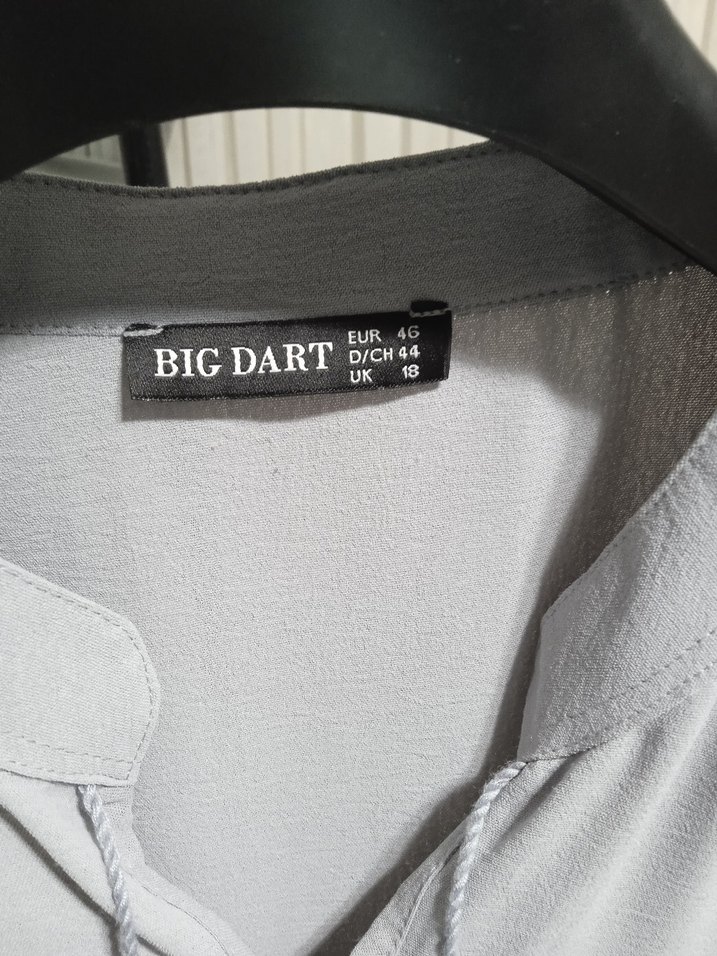 BIG DART
EUR 46
D/CH 44
UK 18